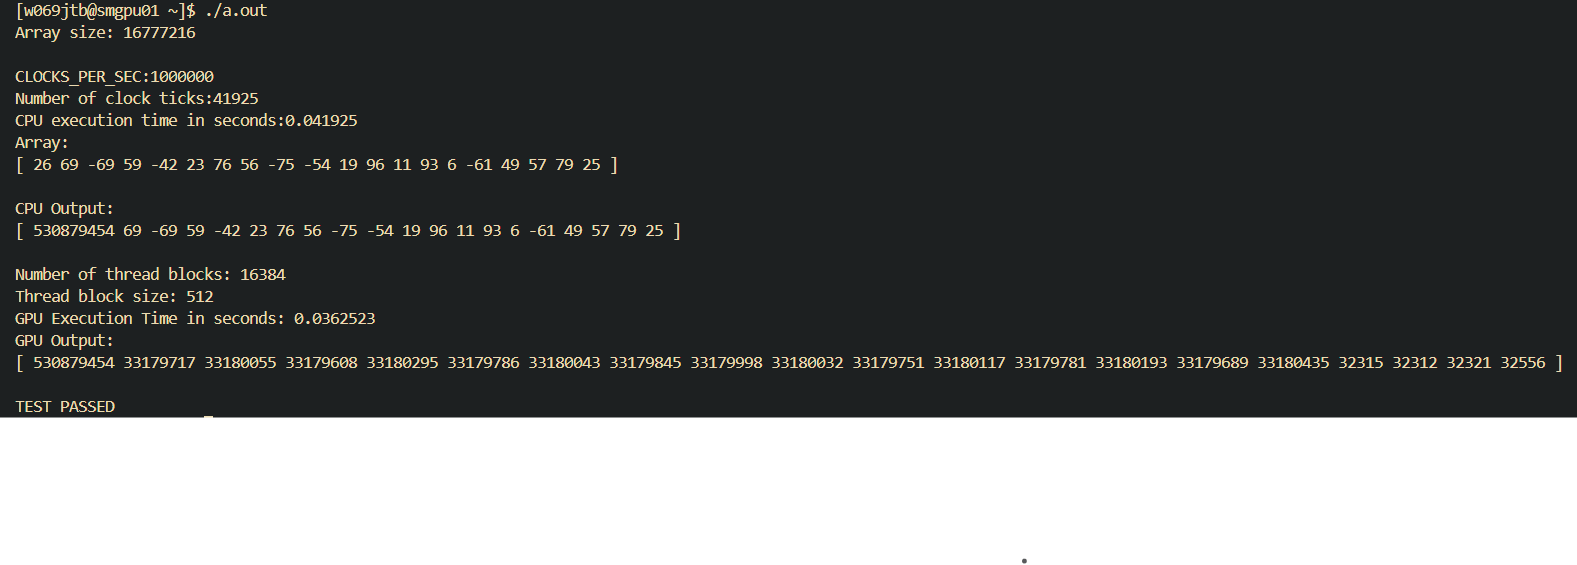 [w069jtb@smgpu01 ~]$ ./a.out
Array size: 16777216
CLOCKS_PER_SEC:1000000
Number of clock ticks:41925
CPU execution time in seconds:0.041925
Array:
[ 26 69 -69 59 -42 23 76 56 -75 -54 19 96 11 93 6 -61 49 57 79 25 ]
CPU Output:
[ 530879454 69 -69 59 -42 23 76 56 -75 -54 19 96 11 93 6 -61 49 57 79 25 ]
Number of thread blocks: 16384
Thread block size: 512
GPU Execution Time in seconds: 0.0362523
GPU Output:
[ 530879454 33179717 33180055 33179608 33180295 33179786 33180043 33179845 33179998 33180032 33179751 33180117 33179781 33180193 33179689 33180435 32315 32312 32321 32556 ]
TEST PASSED